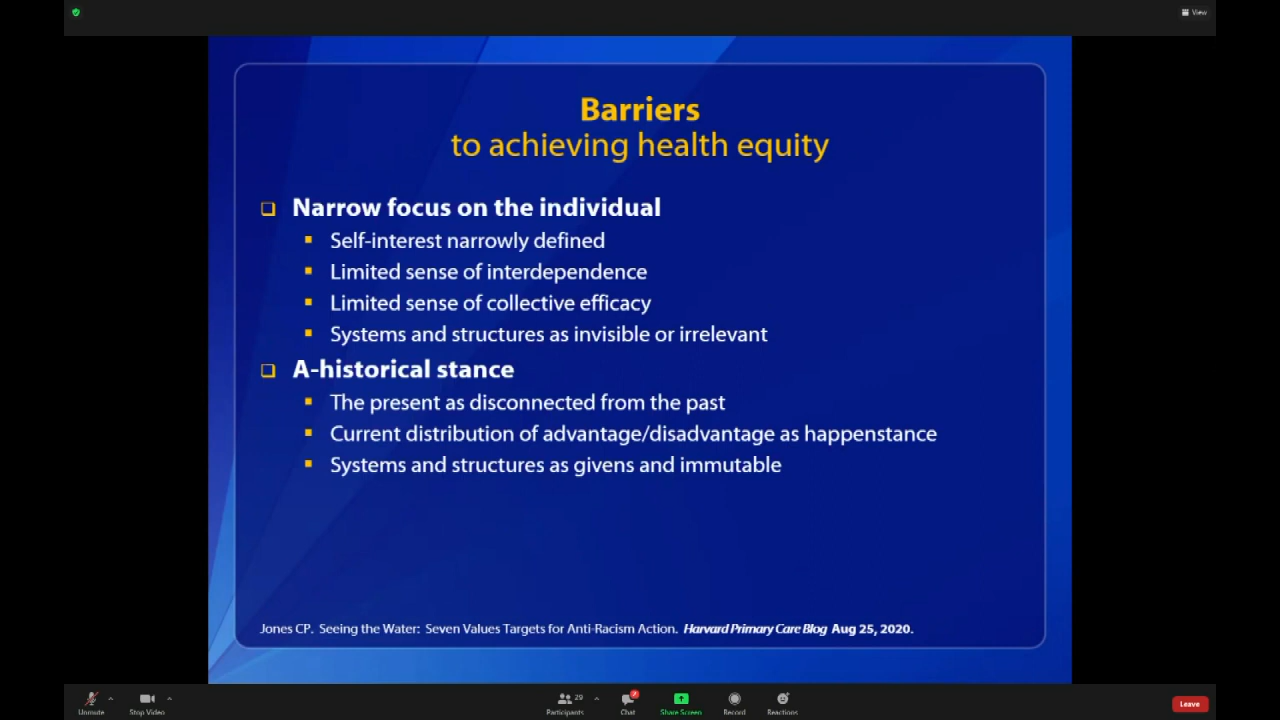 View
Barriers
to achieving health equity
❑ Narrow focus on the individual
▪ Self-interest narrowly defined
▪ Limited sense of interdependence
▪ Limited sense of collective efficacy
▪ Systems and structures as invisible or irrelevant
❑ A-historical stance
▪ The present as disconnected from the past
▪ Current distribution of advantage/disadvantage as happenstance
▪ Systems and structures as givens and immutable
Jones CP. Seeing the Water: Seven Values Targets for Anti-Racism Action. Harvard Primary Care Blog Aug 25, 2020.
29 2
Unmute Stop Video Participants Chat Share Screen Record Reactions Leave